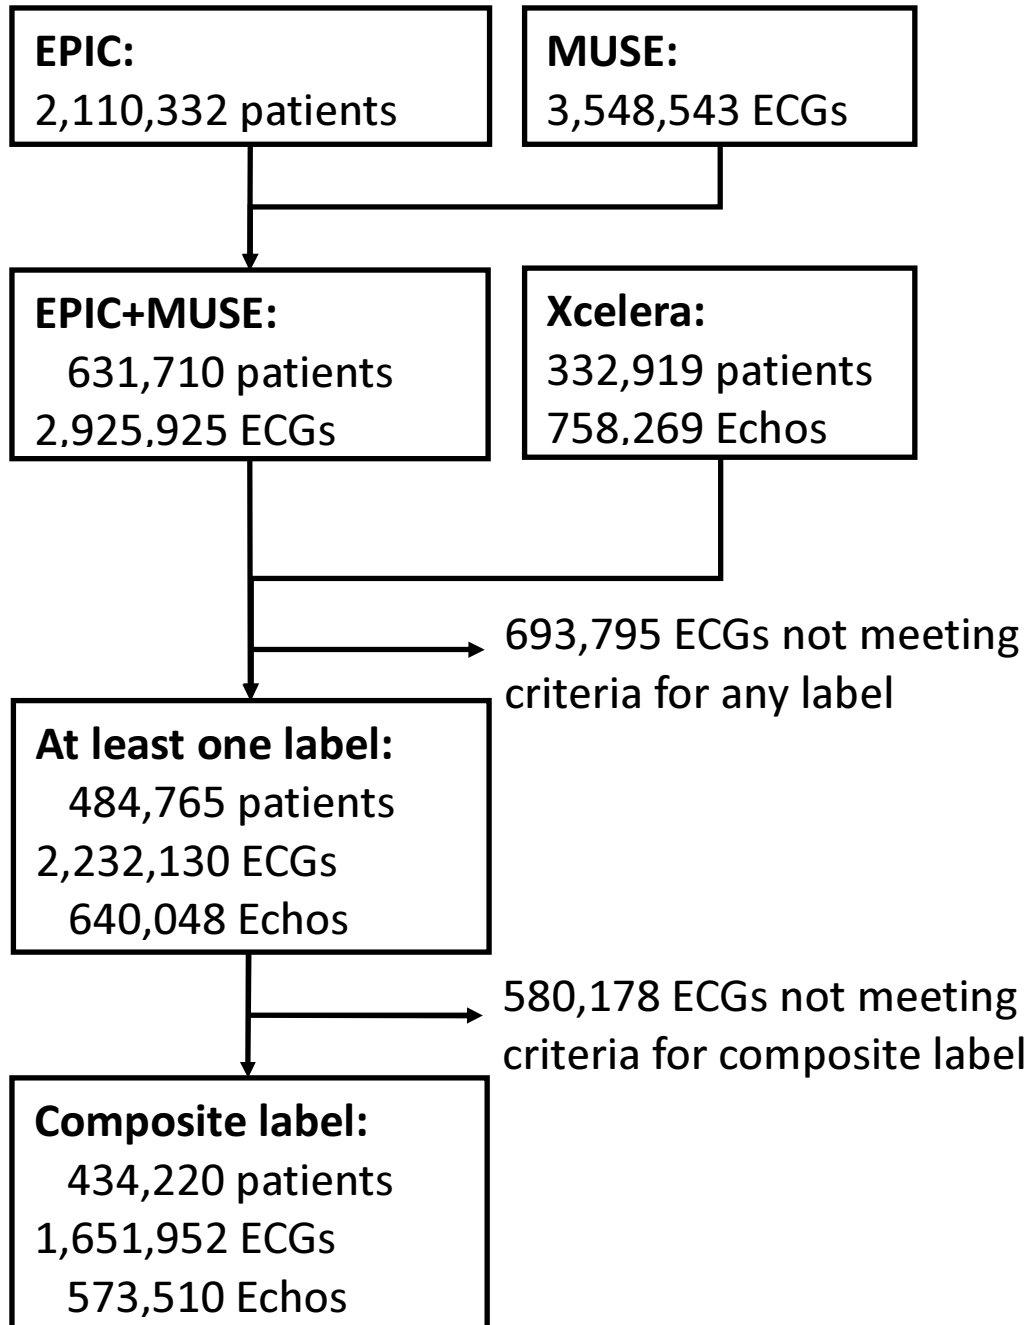 EPIC:
2,110,332 patients
MUSE:
3,548,543 ECGs
EPIC+MUSE:
631,710 patients
2,925,925 ECGs
Xcelera:
332,919 patients
758,269 Echos
693,795 ECGs not meeting
criteria for any label
At least one label:
484,765 patients
2,232,130 ECGs
640,048 Echos
580,178 ECGs not meeting
criteria for composite label
Composite label:
434,220 patients
1,651,952 ECGs
573,510 Echos